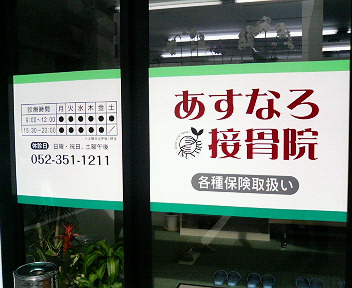 診療時間 月 火 水 木 金 土
9:00~12:00 ● ● ● ● ● ●
15:30~20:00 ● ● ● ● ● ／
休診日 日曜・祝日、土曜午後
052-351-1211
あすなろ
接骨院
各種保険取扱い